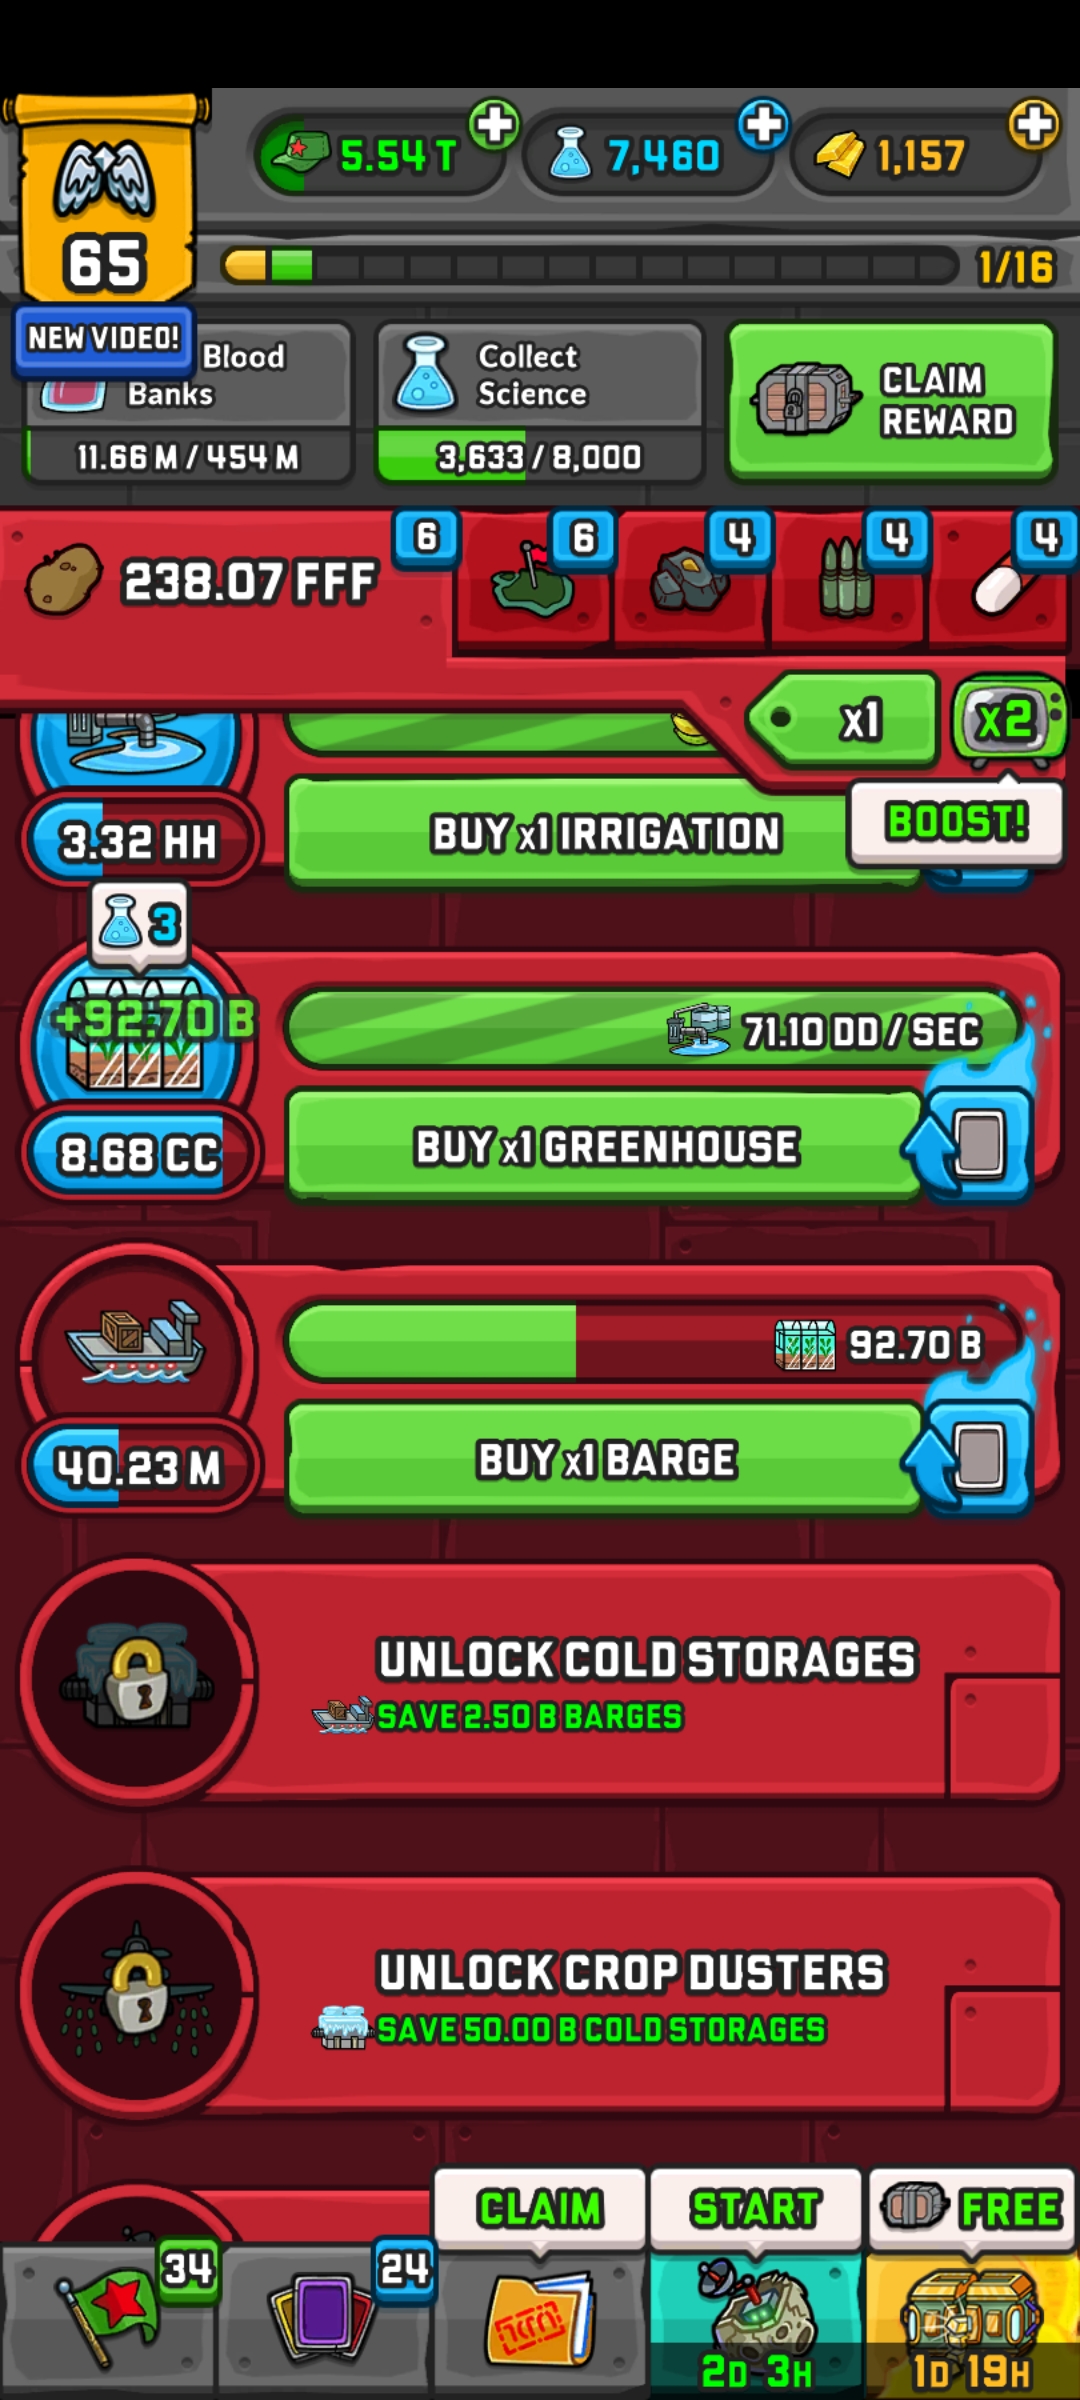 5.54 T
7,460
1,157
65
1/16
NEW VIDEO!
Blood
Banks
11.66 M / 454 M
Collect
Science
3,633 / 8,000
CLAIM
REWARD
238.07 FFF
6
6
4
4
4
x1
x2
BOOST!
3.32 HH
BUY x1 IRRIGATION
3
+92.70 B
71.10 DD / SEC
8.68 CC
BUY x1 GREENHOUSE
92.70 B
40.23 M
BUY x1 BARGE
UNLOCK COLD STORAGES
SAVE 2.50 B BARGES
UNLOCK CROP DUSTERS
SAVE 50.00 B COLD STORAGES
CLAIM
START
FREE
34
24
2D 3H
1D 19H